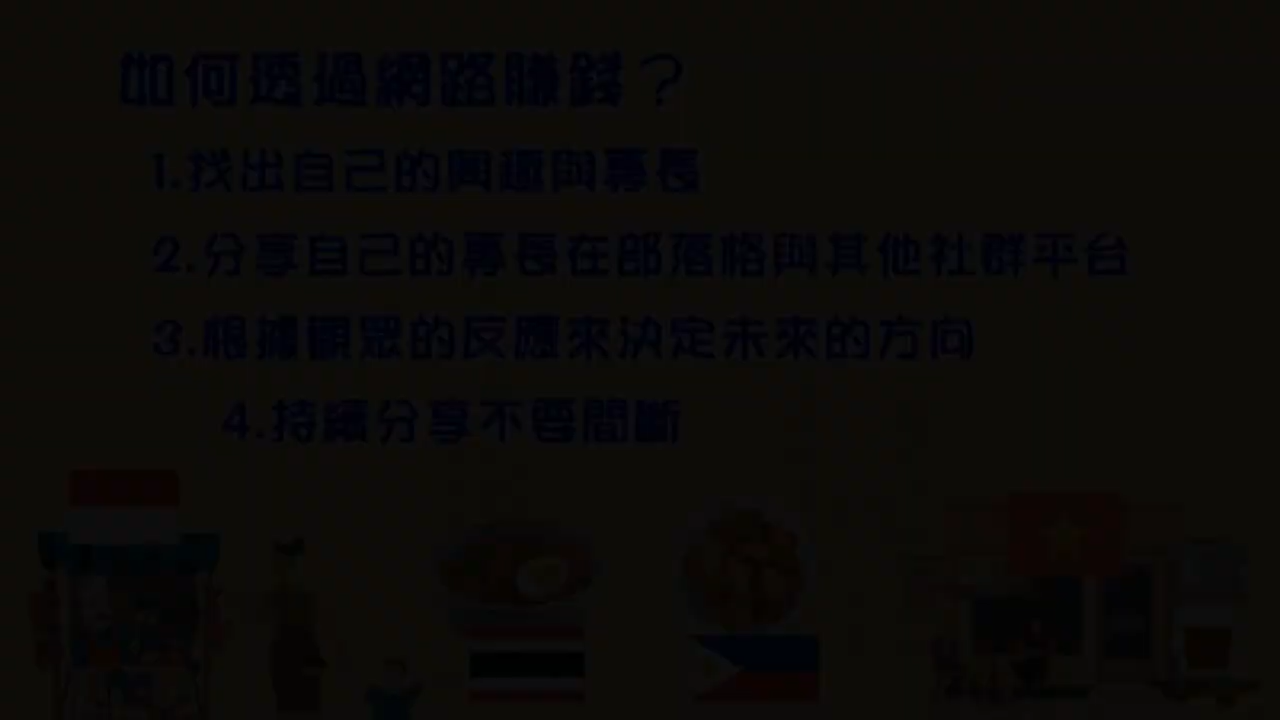 如何透過網路賺錢？
1.找出自己的興趣與專長
2.分享自己的專長在部落格與其他社群平台
3.根據觀眾的反應來決定未來的方向
4.持續分享不要間斷